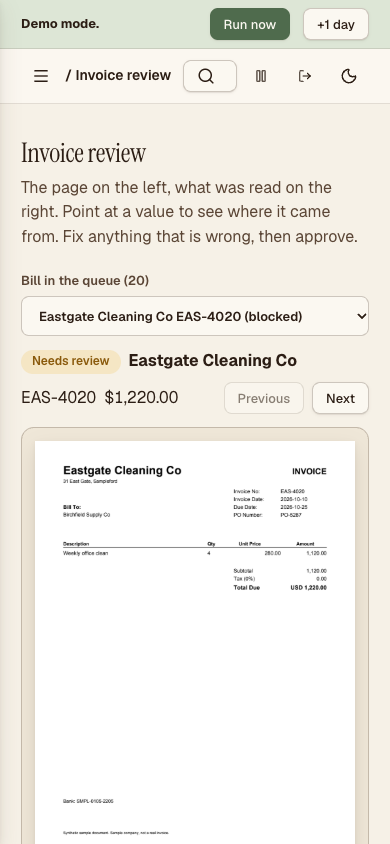 Demo mode.
Run now
+1 day
/ Invoice review
Invoice review
The page on the left, what was read on the
right. Point at a value to see where it came
from. Fix anything that is wrong, then approve.
Bill in the queue (20)
Eastgate Cleaning Co EAS-4020 (blocked)
Needs review Eastgate Cleaning Co
EAS-4020 $1,220.00
Previous
Next
Eastgate Cleaning Co INVOICE
31 East Gate, Sampleford
Invoice No: EAS-4020
Invoice Date: 2026-10-10
Bill To: Due Date: 2026-10-25
Birchfield Supply Co PO Number: PO-5287
Description Qty Unit Price Amount
Weekly office clean 4 280.00 1,120.00
Subtotal 1,120.00
Tax (0%) 0.00
Total Due USD 1,220.00
Bank: SMPL-0105-2206
Synthetic sample document. Sample company, not a real invoice.